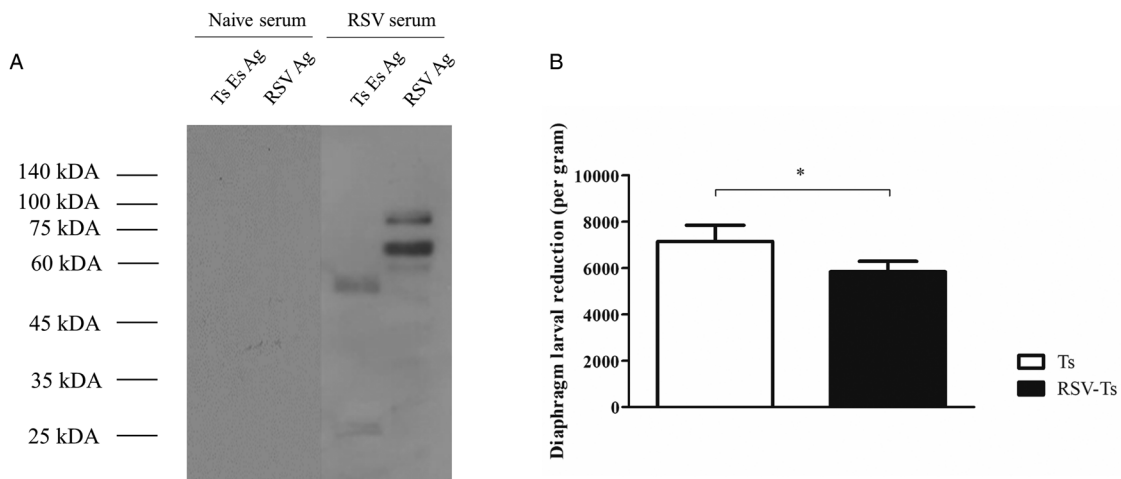 Naive serum
RSV serum
A
Ts Es Ag
RSV Ag
Ts Es Ag
RSV Ag
140 kDA
100 kDA
75 kDA
60 kDA
45 kDA
35 kDA
25 kDA
B
Diaphragm larval reduction (per gram)
10000
8000
6000
4000
2000
0
*
Ts
RSV-Ts